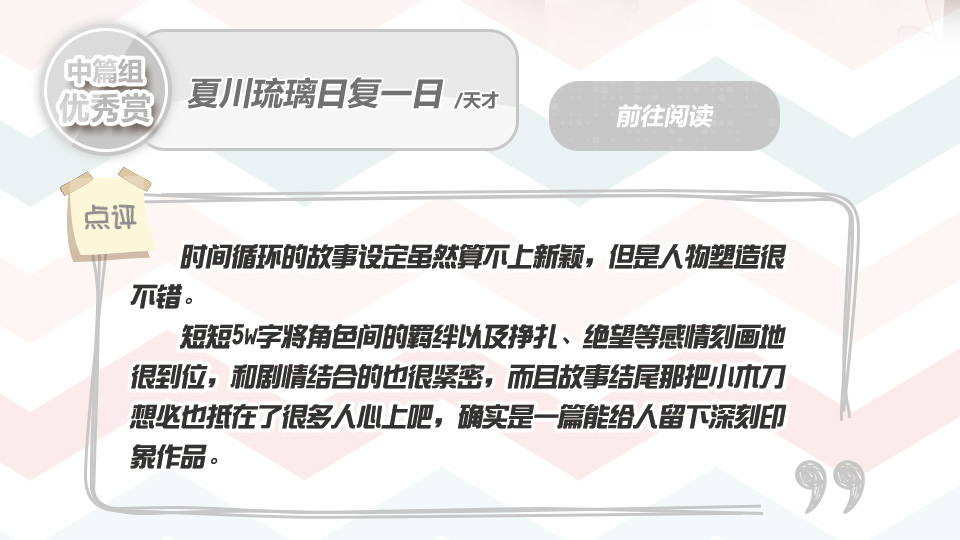 中篇组
优秀赏
夏川琉璃日复一日 /天才
前往阅读
点评
时间循环的故事设定虽然算不上新颖，但是人物塑造很
不错。
短短5w字将角色间的羁绊以及挣扎、绝望等感情刻画地
很到位，和剧情结合的也很紧密，而且故事结尾那把小木刀
想必也抵在了很多人心上吧，确实是一篇能给人留下深刻印
象作品。